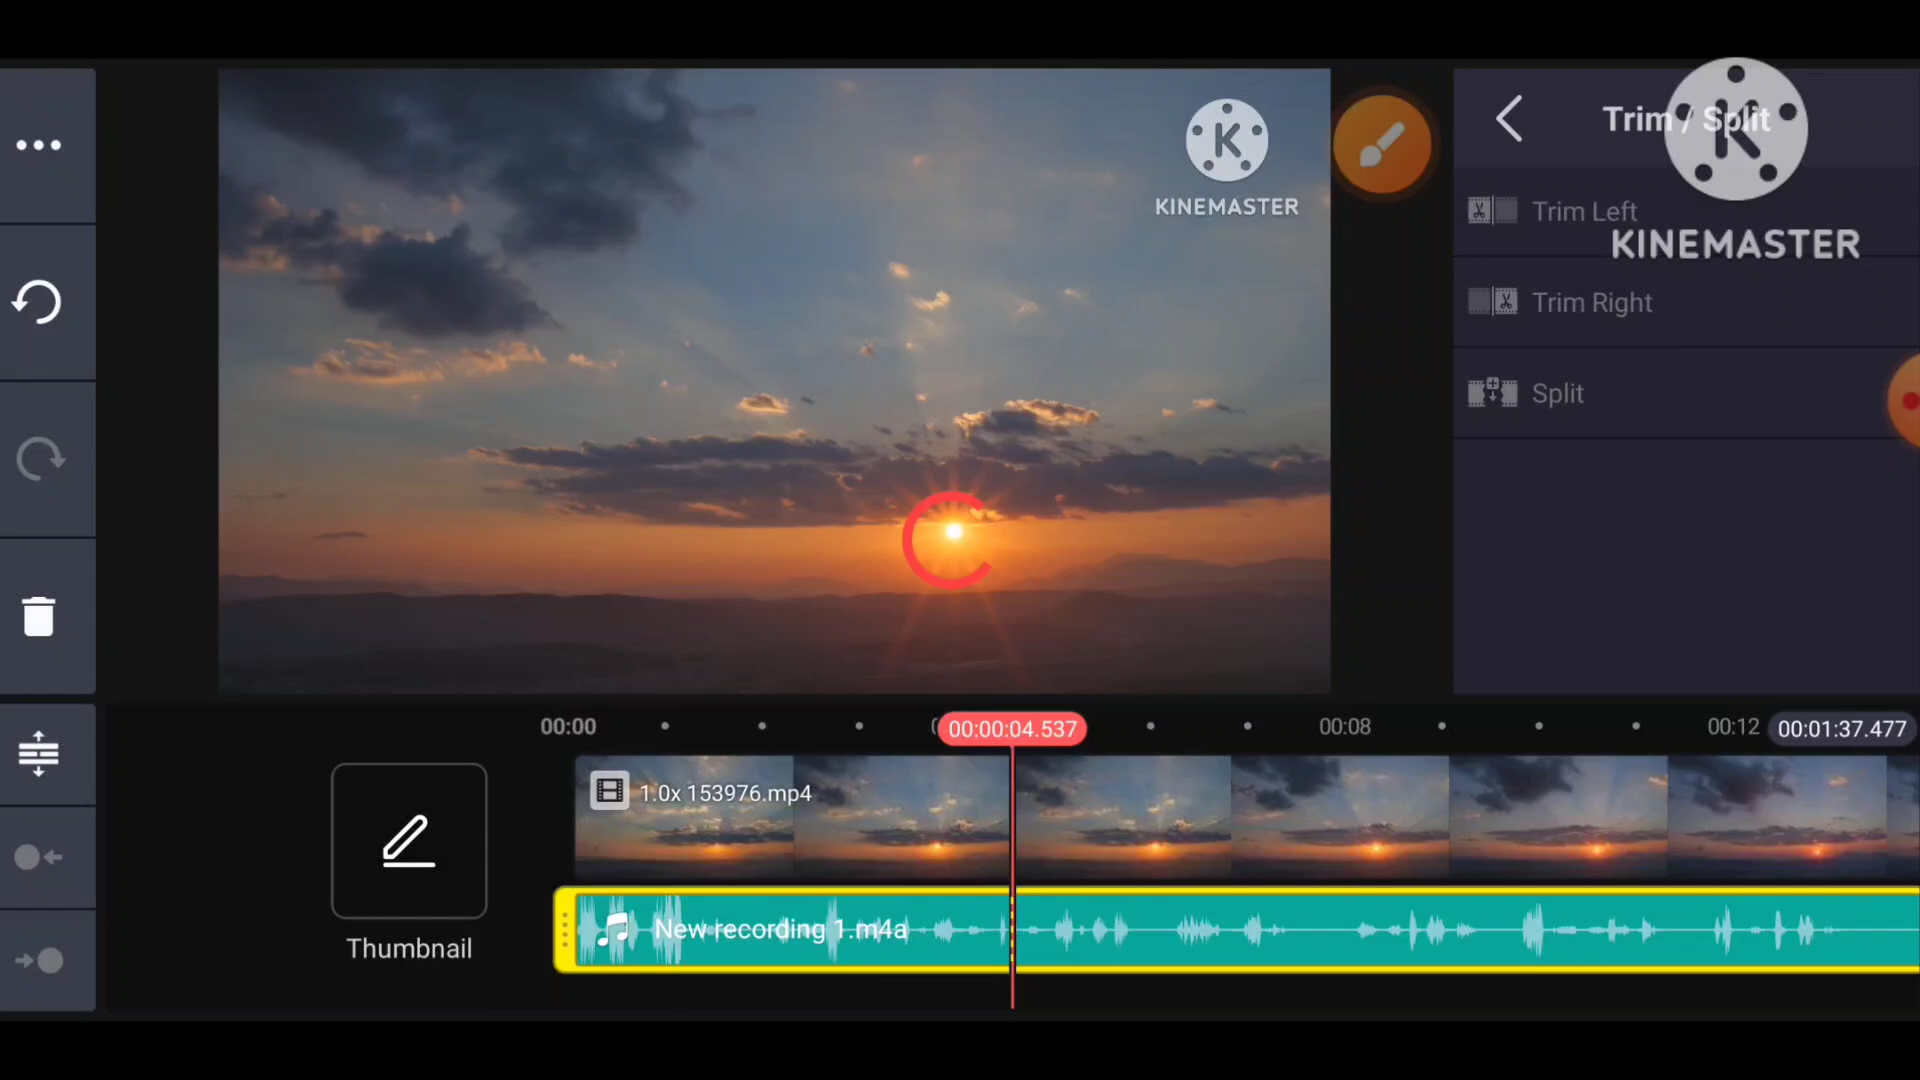 KINEMASTER
Trim / Split
Trim Left
KINEMASTER
Trim Right
Split
00:00
00:00:04.537
00:08
00:12
00:01:37.477
1.0x 153976.mp4
New recording 1.m4a
Thumbnail